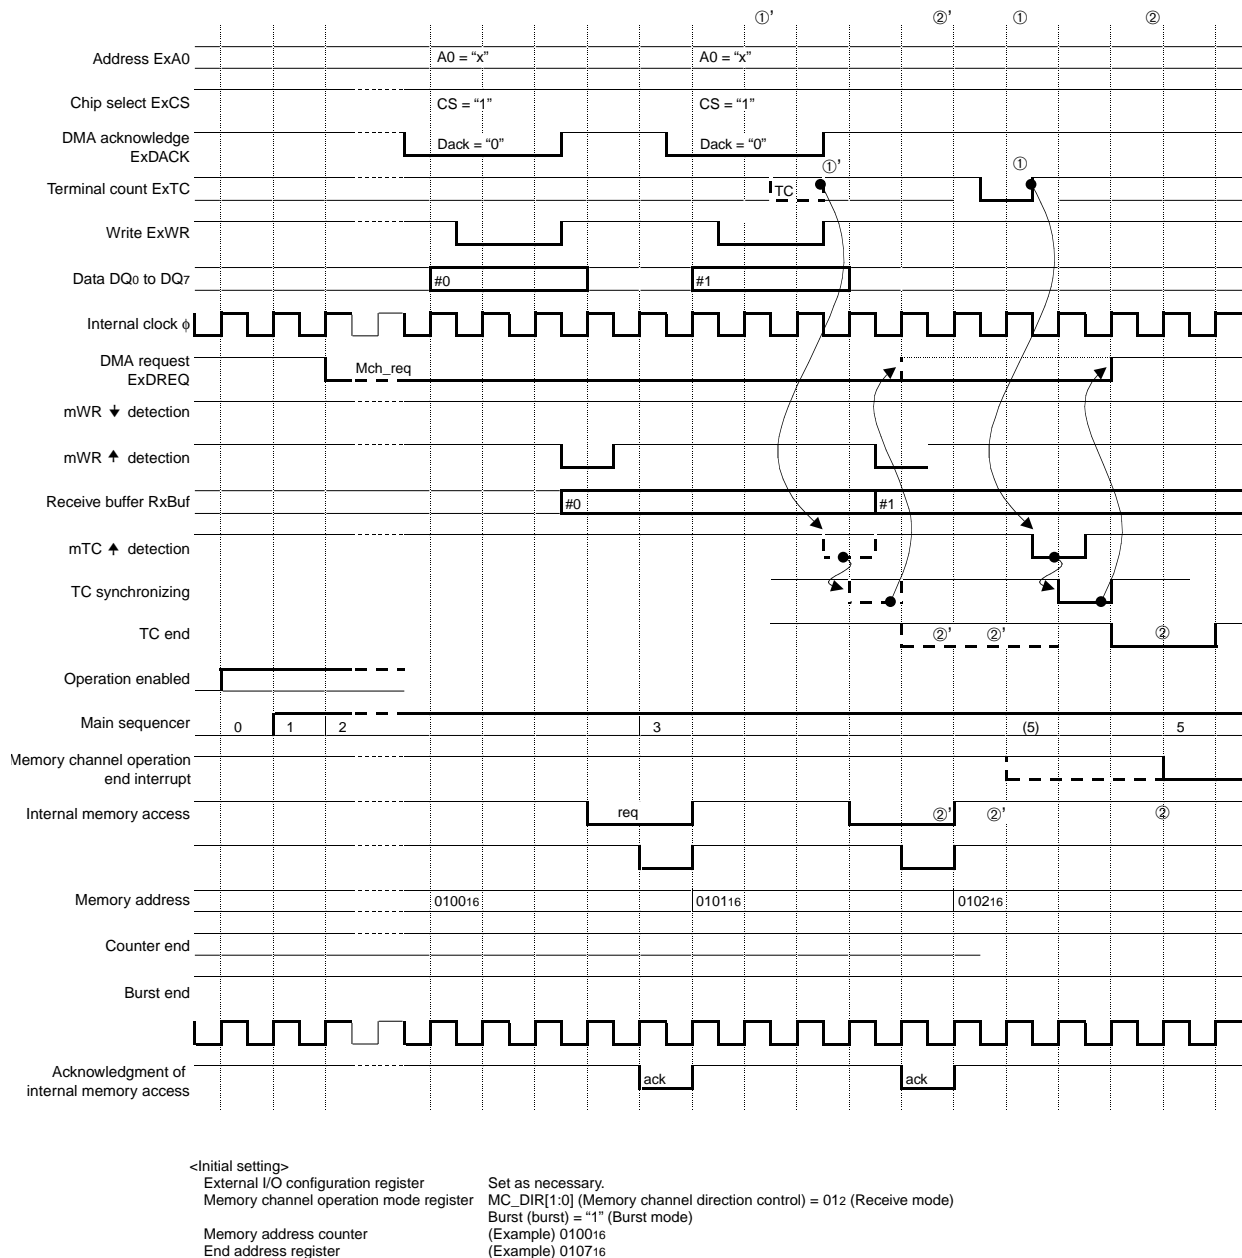 ①’ ②’ ① ②
Address ExA0 A0 = “x” A0 = “x”
Chip select ExCS CS = “1” CS = “1”
DMA acknowledge
ExDACK Dack = “0” Dack = “0”
①’ ①
Terminal count ExTC TC
Write ExWR
Data DQ0 to DQ7 #0 #1
Internal clock ϕ
DMA request
ExDREQ Mch_req
mWR ↓ detection
mWR ↑ detection
Receive buffer RxBuf #0 #1
mTC ↑ detection
TC synchronizing
TC end ②’ ②’ ②
Operation enabled
Main sequencer 0 1 2 3 (5) 5
Memory channel operation
end interrupt
Internal memory access req ②’ ②’ ②
Memory address 010016 010116 010216
Counter end
Burst end
Acknowledgment of
internal memory access ack ack
<Initial setting>
External I/O configuration register Set as necessary.
Memory channel operation mode register MC_DIR[1:0] (Memory channel direction control) = 012 (Receive mode)
Burst (burst) = “1” (Burst mode)
Memory address counter (Example) 010016
End address register (Example) 010716